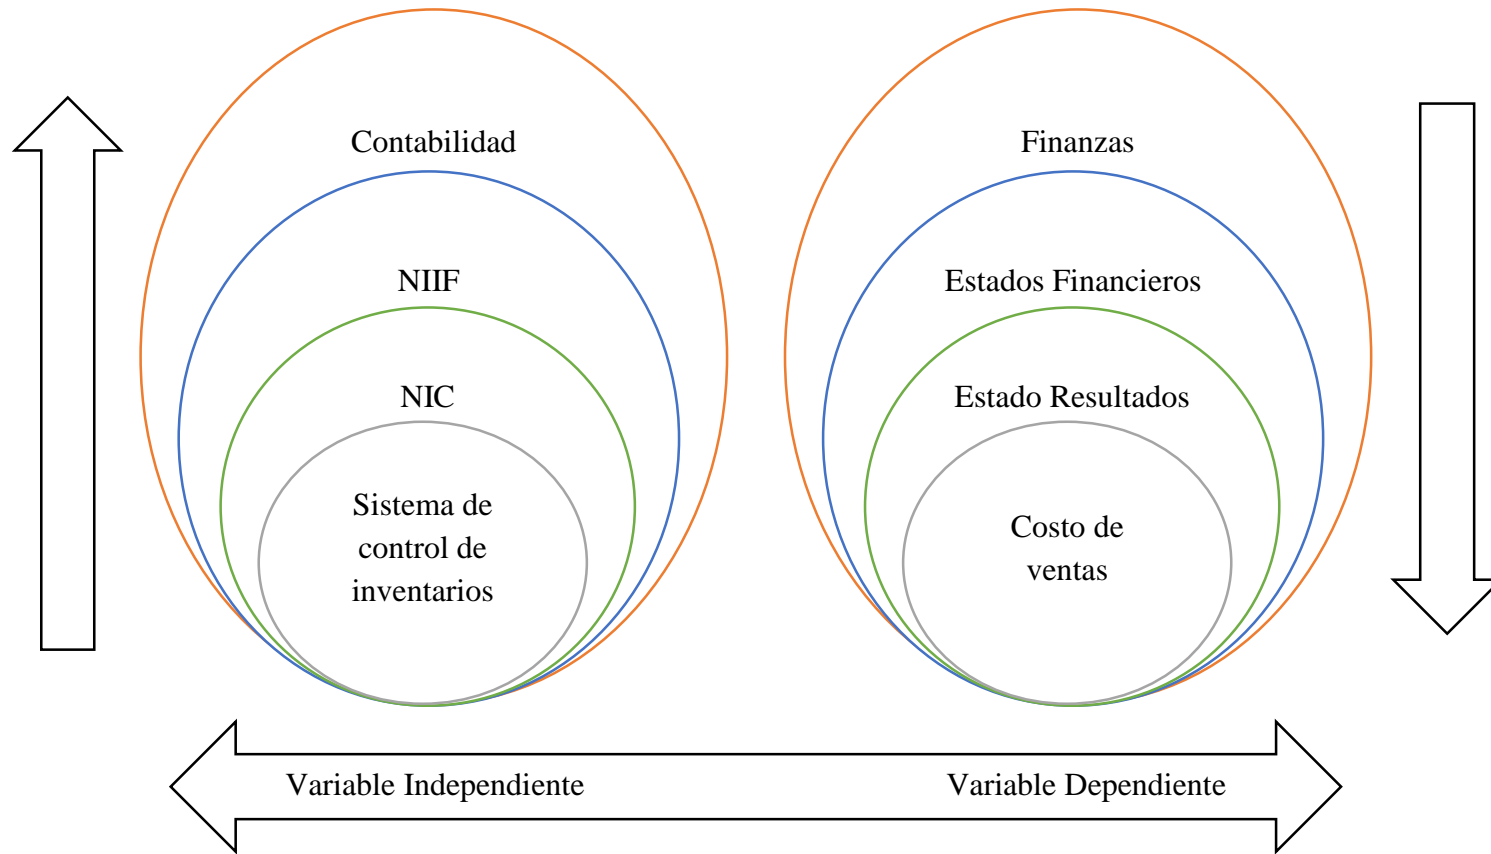 Contabilidad
NIIF
NIC
Sistema de
control de
inventarios
Finanzas
Estados Financieros
Estado Resultados
Costo de
ventas
Variable Independiente
Variable Dependiente